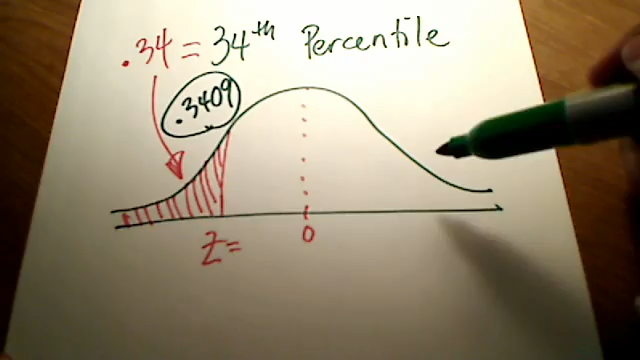 .34 = 34th Percentile
.3409
Z=
0